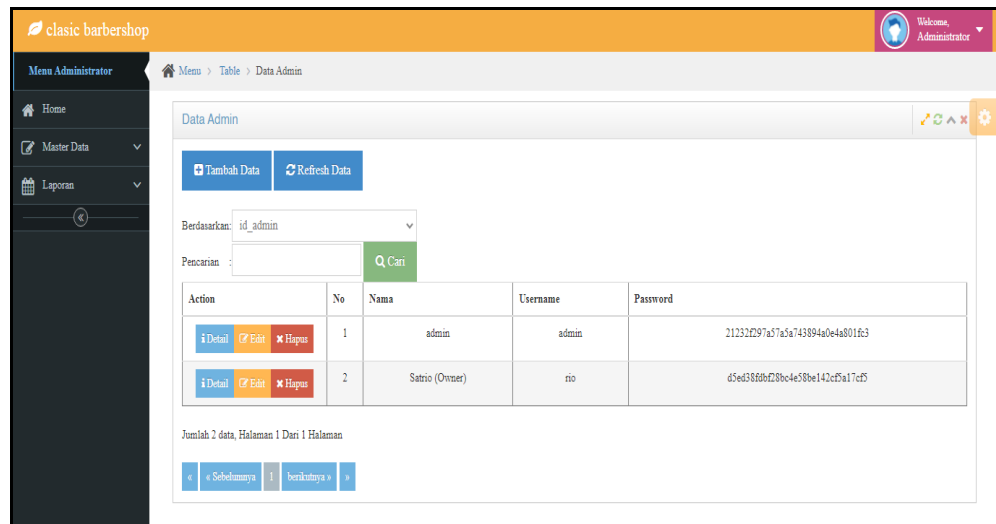 clasic barbershop
Welcome,
Administrator
Menu Administrator
Menu > Table > Data Admin
Home
Master Data
Laporan
Data Admin
Tambah Data
Refresh Data
Berdasarkan: id_admin
Pencarian : Cari
Action No Nama Username Password
Detail Edit Hapus 1 admin admin 21232f297a57a5a743894a0e4a801fc3
Detail Edit Hapus 2 Satrio (Owner) rio d5ed38fdbf28bc4e58be142cf5a17cf5
Jumlah 2 data, Halaman 1 Dari 1 Halaman
« « Sebelumnya 1 berikutnya » »